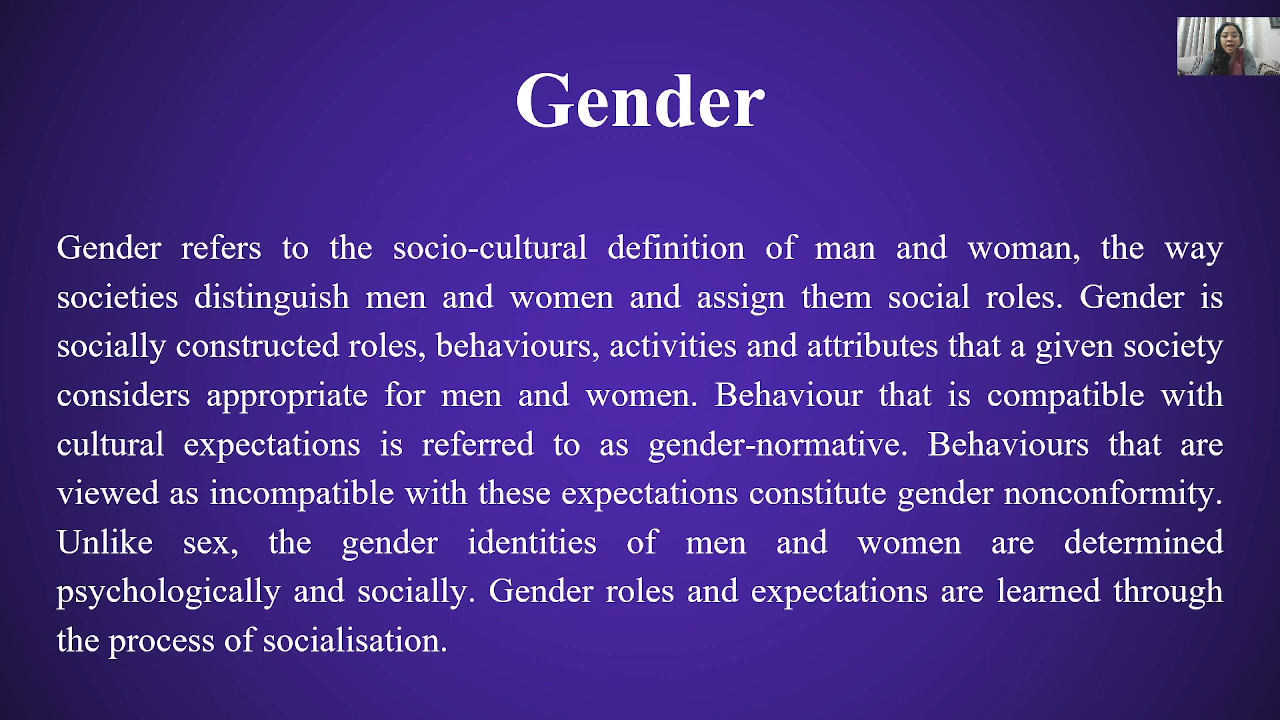 Gender
Gender refers to the socio-cultural definition of man and woman, the way
societies distinguish men and women and assign them social roles. Gender is
socially constructed roles, behaviours, activities and attributes that a given society
considers appropriate for men and women. Behaviour that is compatible with
cultural expectations is referred to as gender-normative. Behaviours that are
viewed as incompatible with these expectations constitute gender nonconformity.
Unlike sex, the gender identities of men and women are determined
psychologically and socially. Gender roles and expectations are learned through
the process of socialisation.